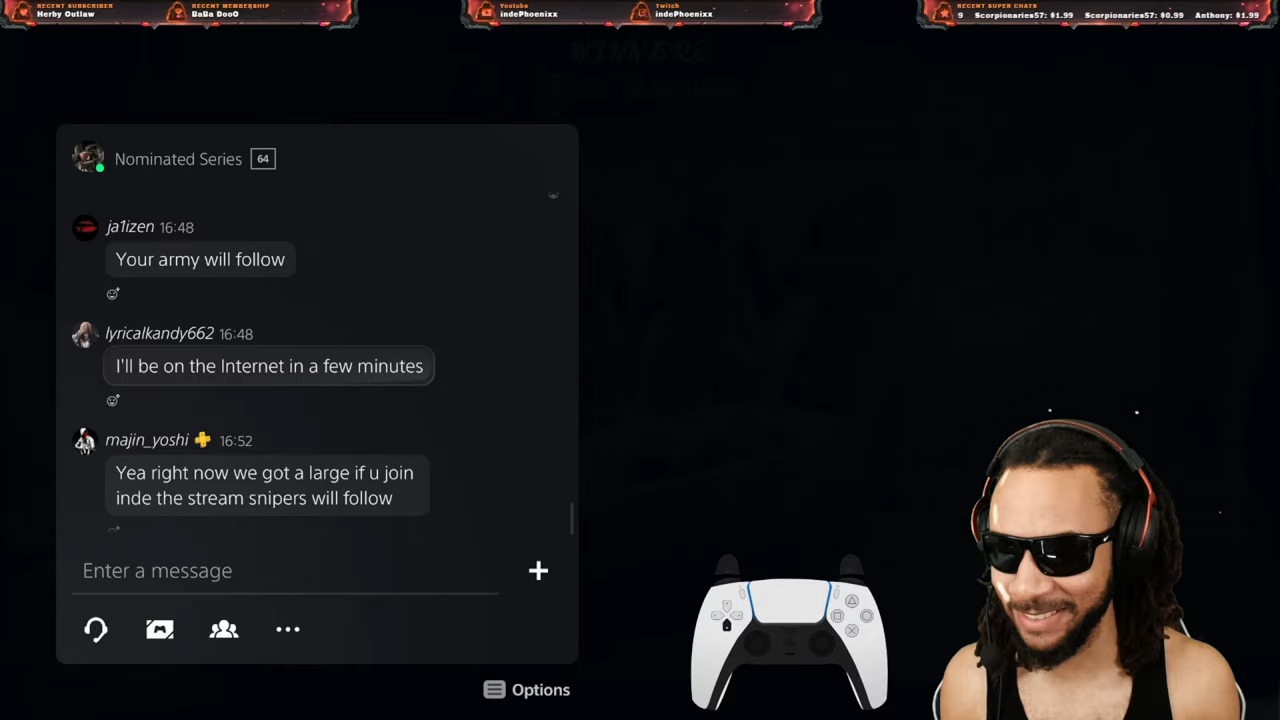 RECENT SUBSCRIBER
Herby Outlaw
RECENT MEMBERSHIP
BaBa DooO
Youtube
indePhoenixx
Twitch
indePhoenixx
RECENT SUPER CHATS
9 Scorpionaries57: $1.99 Scorpionaries57: $0.99 Anthony: $1.99
WINNERS
Nominated Series 64
ja1izen 16:48
Your army will follow
lyricalkandy662 16:48
I'll be on the Internet in a few minutes
majin_yoshi 16:52
Yea right now we got a large if u join
inde the stream snipers will follow
Enter a message
Options